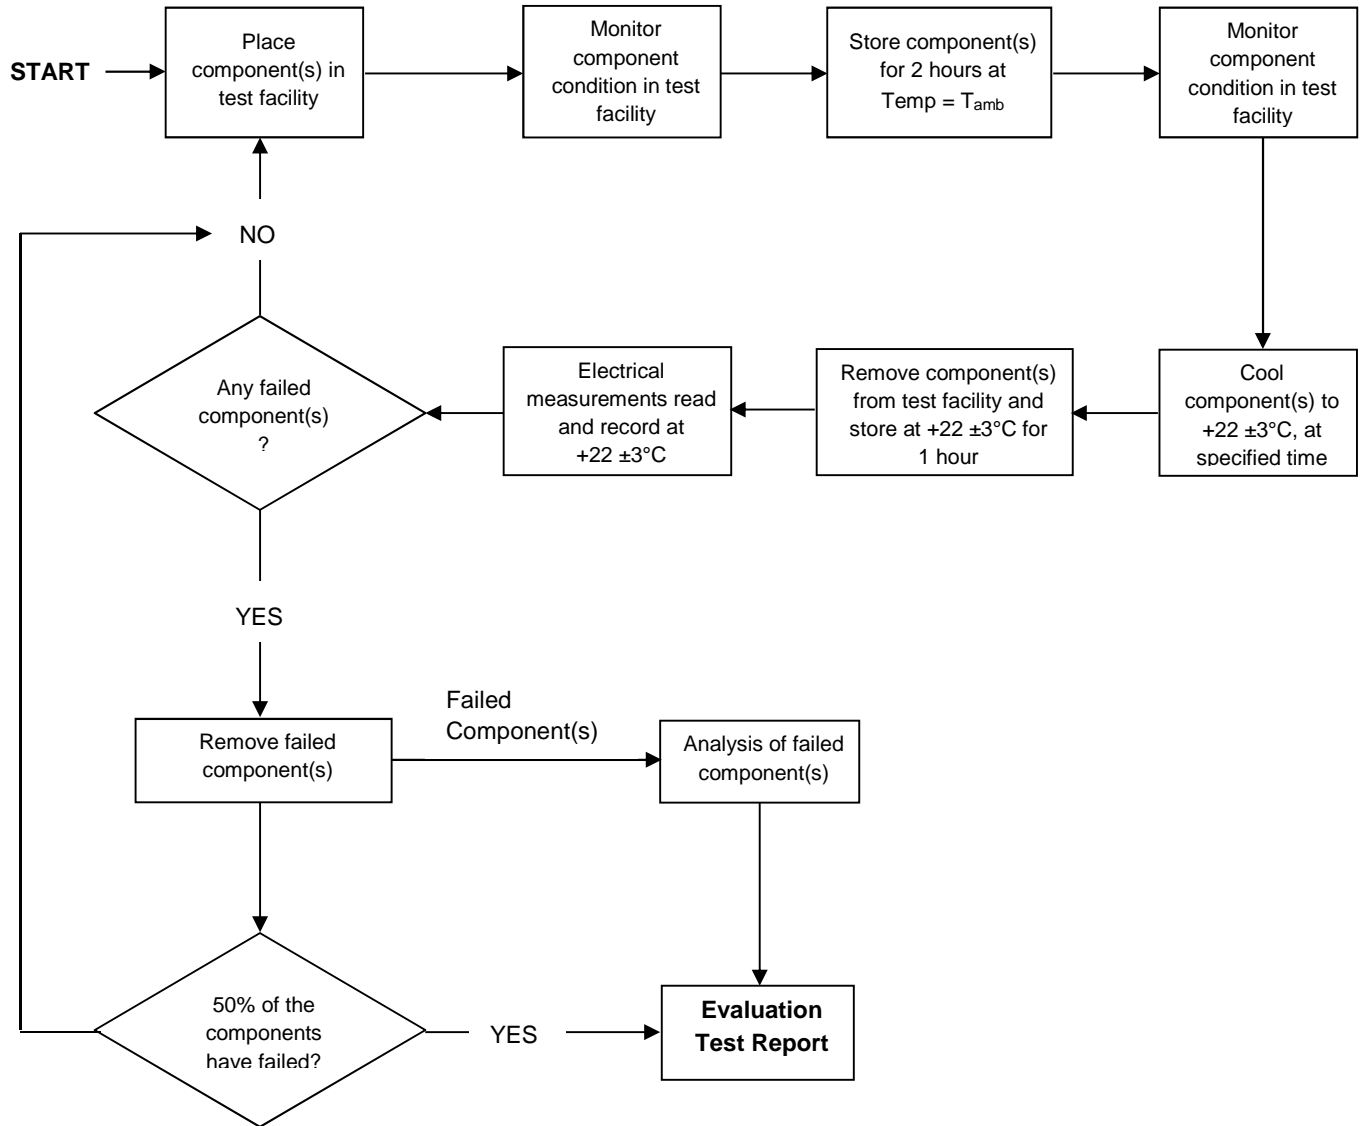 START
Place
component(s) in
test facility
Monitor
component
condition in test
facility
Store component(s)
for 2 hours at
Temp = Tamb
Monitor
component
condition in test
facility
NO
Any failed
component(s)
?
Electrical
measurements read
and record at
+22 ±3°C
Remove component(s)
from test facility and
store at +22 ±3°C for
1 hour
Cool
component(s) to
+22 ±3°C, at
specified time
YES
Remove failed
component(s)
Failed
Component(s)
Analysis of failed
component(s)
50% of the
components
have failed?
YES
Evaluation
Test Report